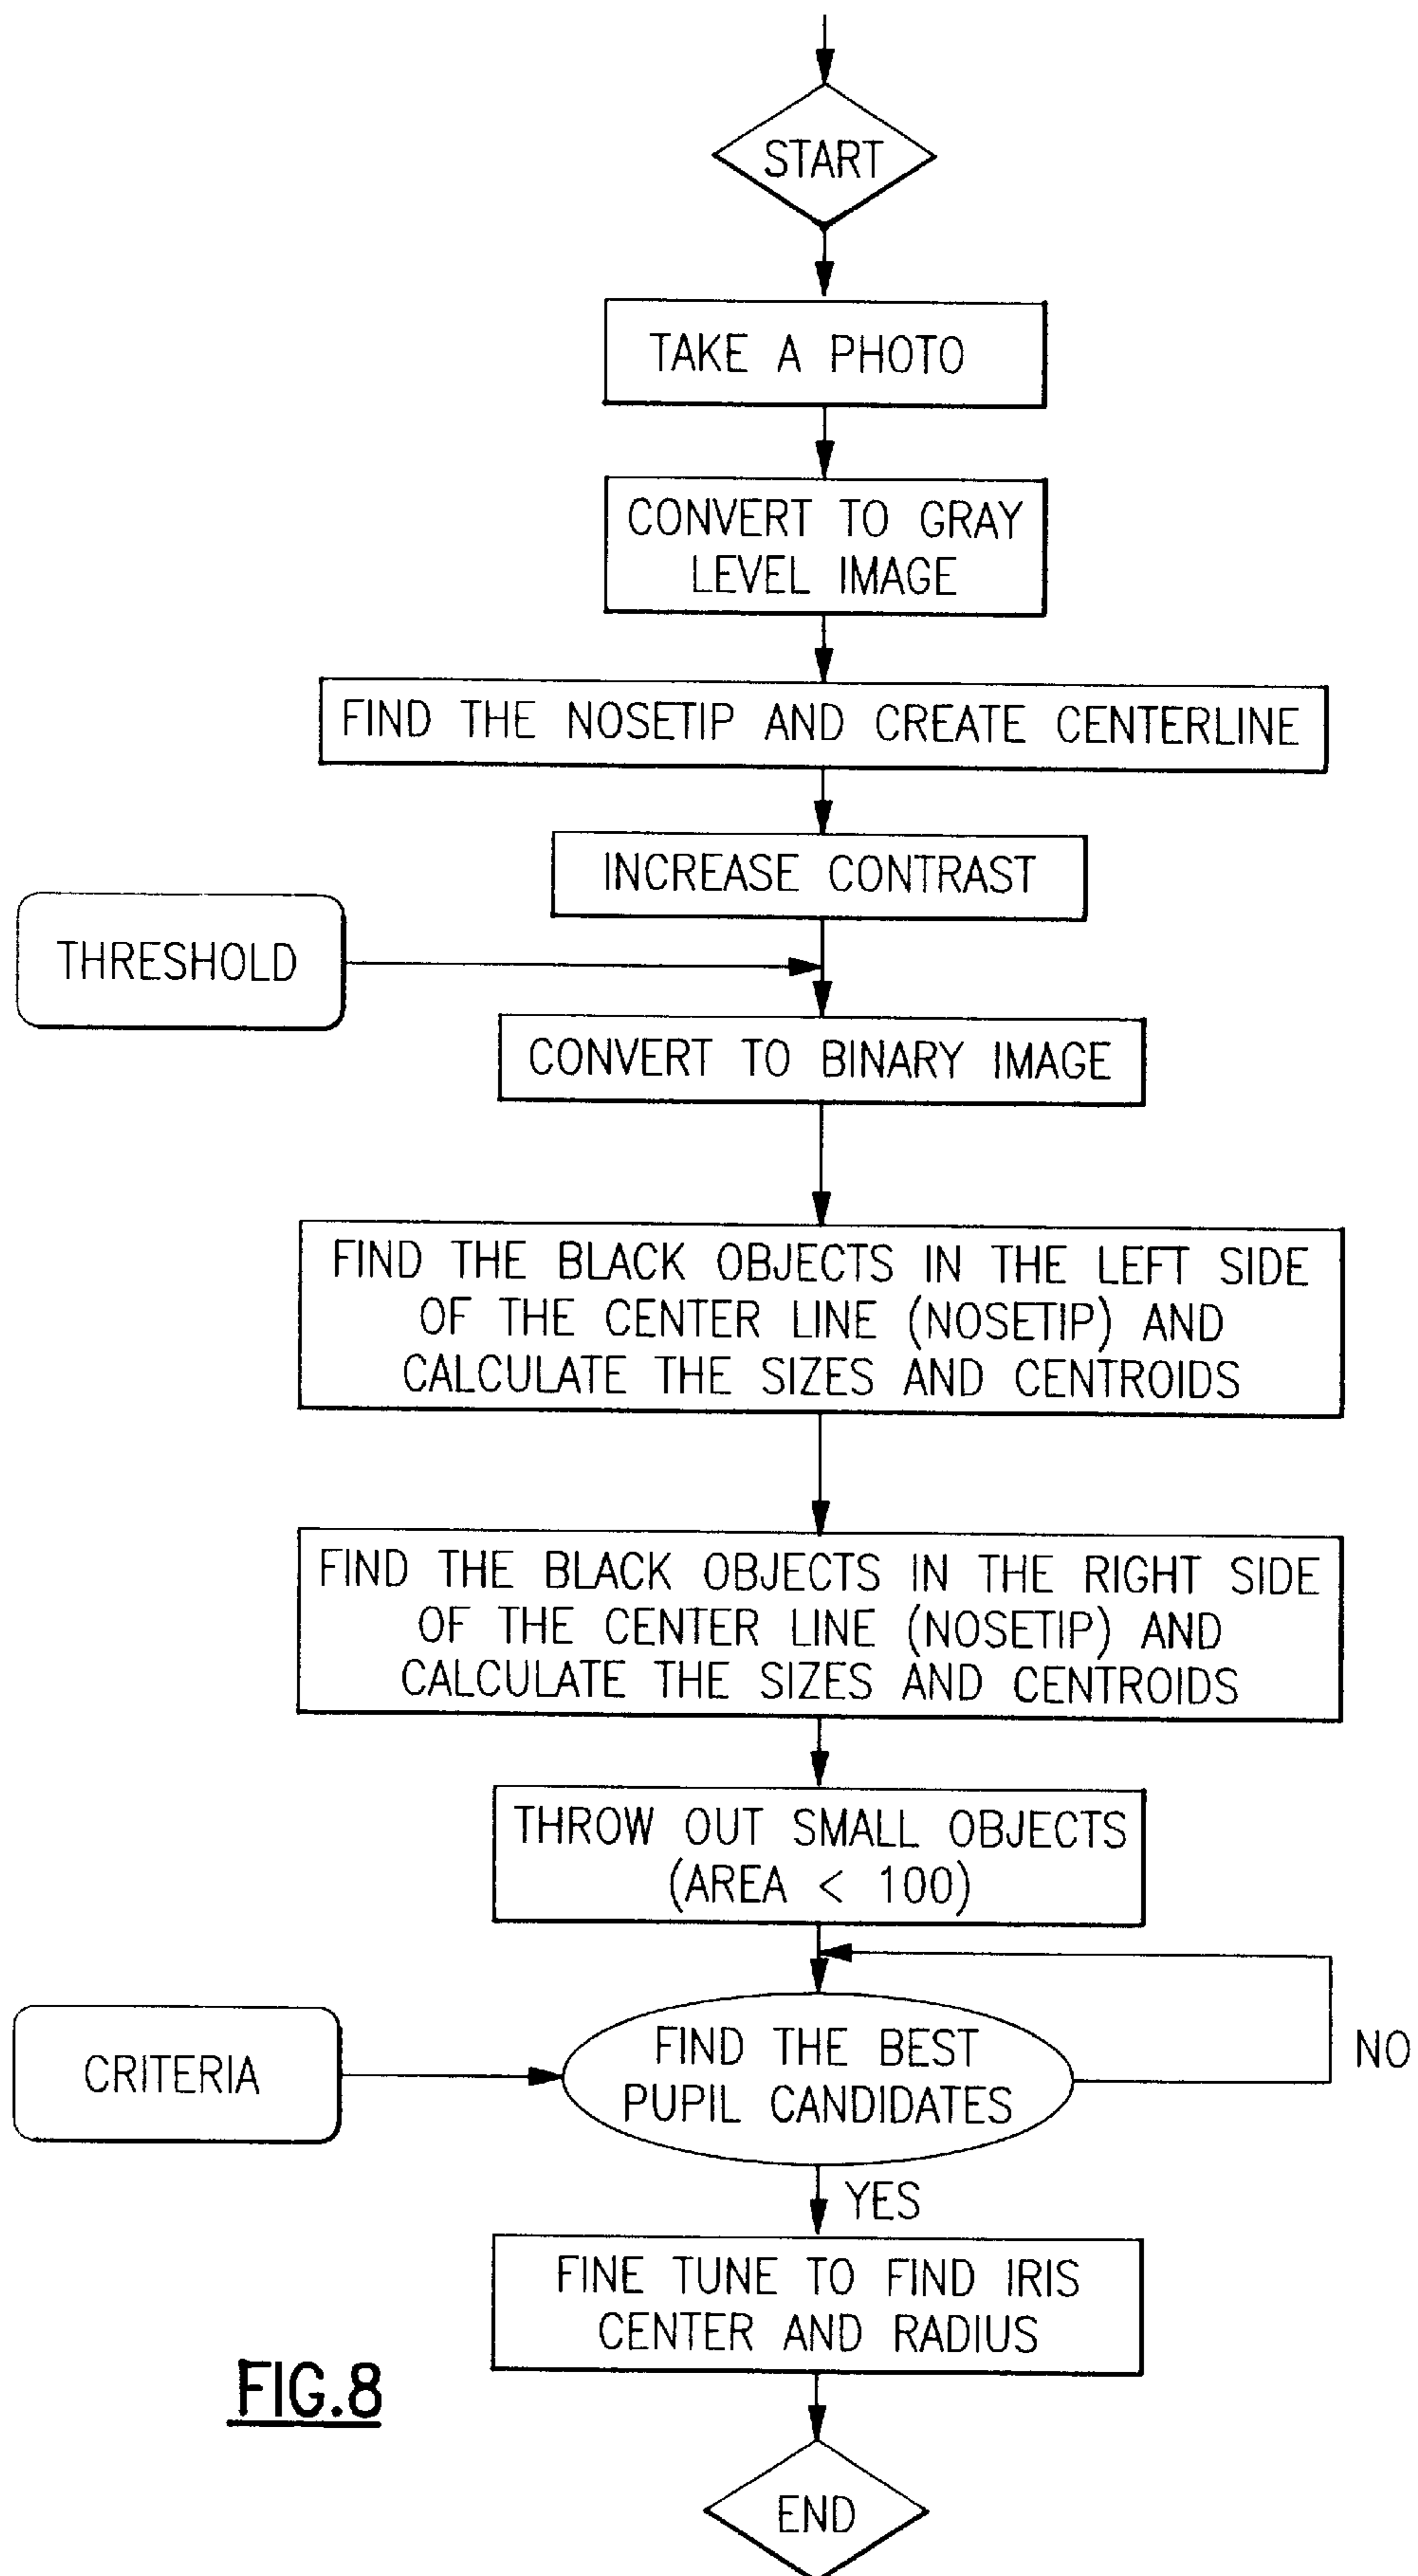 START
TAKE A PHOTO
CONVERT TO GRAY
LEVEL IMAGE
FIND THE NOSETIP AND CREATE CENTERLINE
INCREASE CONTRAST
THRESHOLD
CONVERT TO BINARY IMAGE
FIND THE BLACK OBJECTS IN THE LEFT SIDE
OF THE CENTER LINE (NOSETIP) AND
CALCULATE THE SIZES AND CENTROIDS
FIND THE BLACK OBJECTS IN THE RIGHT SIDE
OF THE CENTER LINE (NOSETIP) AND
CALCULATE THE SIZES AND CENTROIDS
THROW OUT SMALL OBJECTS
(AREA < 100)
CRITERIA
FIND THE BEST
PUPIL CANDIDATES
NO
YES
FINE TUNE TO FIND IRIS
CENTER AND RADIUS
FIG.8
END